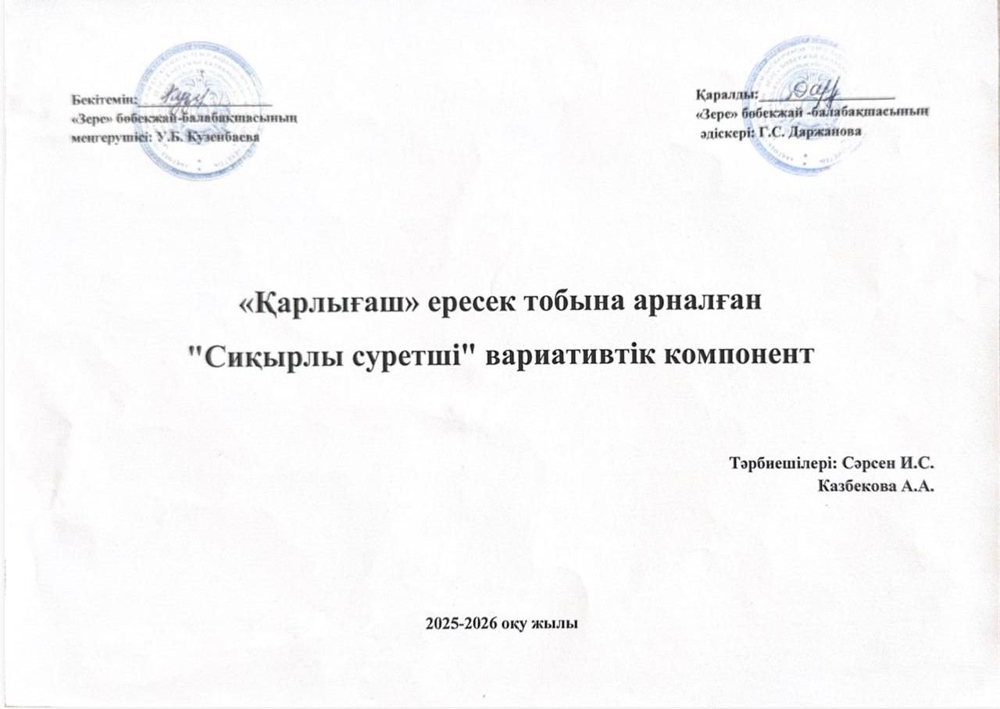 Бекітемін:
«Зере» бөбекжай-балабақшасының
меңгерушісі: У.Б. Кузенбаева
Қаралды:
«Зере» бөбекжай -балабақшасының
әдіскері: Г.С. Даржанова
«Қарлығаш» ересек тобына арналған
"Сиқырлы суретші" вариативтік компонент
Тәрбиешілері: Сәрсен И.С.
Казбекова А.А.
2025-2026 оқу жылы